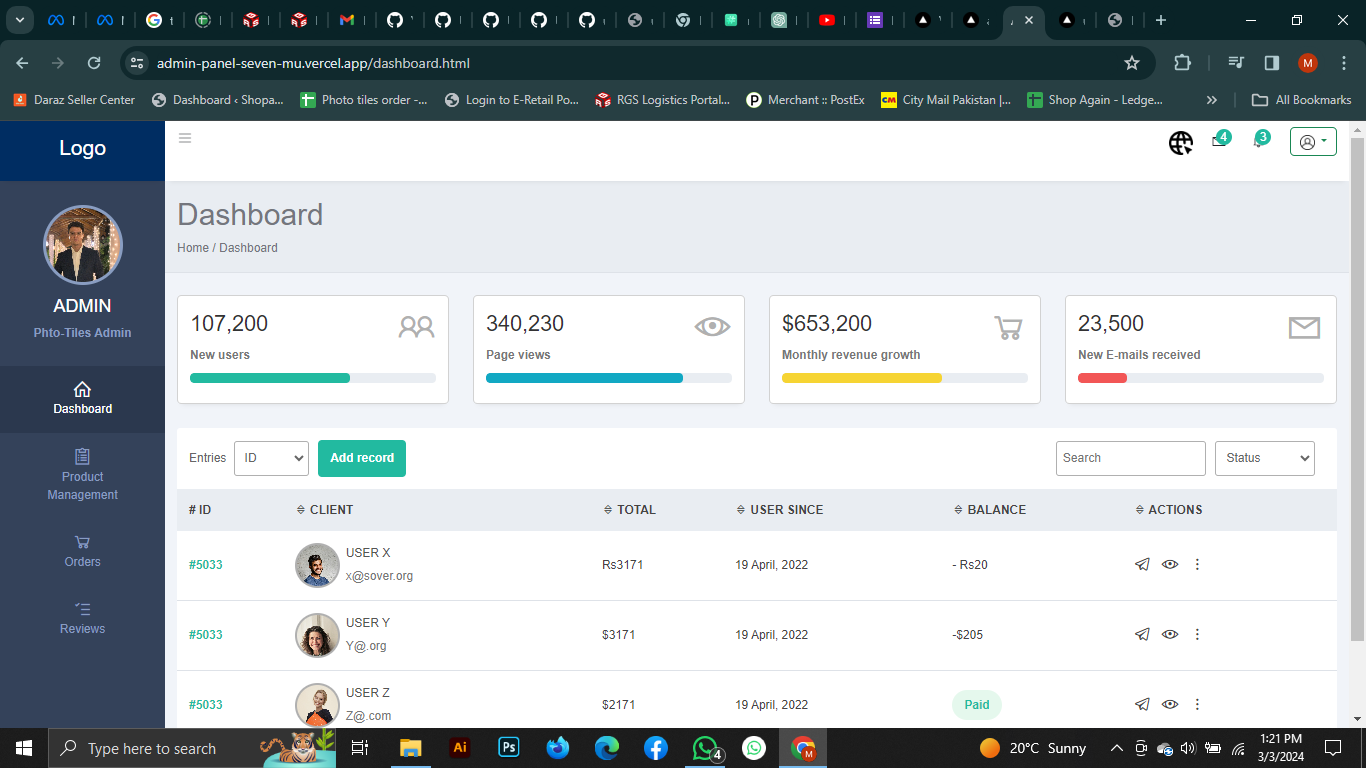 admin-panel-seven-mu.vercel.app/dashboard.html
M
Daraz Seller Center
Dashboard ‹ Shopa...
Photo tiles order -...
Login to E-Retail Po...
RGS Logistics Portal...
Merchant :: PostEx
City Mail Pakistan |...
Shop Again - Ledge...
»
All Bookmarks
Logo
4
3
ADMIN
Phto-Tiles Admin
Dashboard
Product
Management
Orders
Reviews
Dashboard
Home / Dashboard
107,200
New users
340,230
Page views
$653,200
Monthly revenue growth
23,500
New E-mails received
Entries ID Add record Search Status
# ID CLIENT TOTAL USER SINCE BALANCE ACTIONS
#5033 USER X x@sover.org Rs3171 19 April, 2022 - Rs20
#5033 USER Y Y@.org $3171 19 April, 2022 -$205
#5033 USER Z Z@.com $2171 19 April, 2022 Paid
Type here to search
Ai
Ps
4
M
20°C Sunny
1:21 PM
3/3/2024